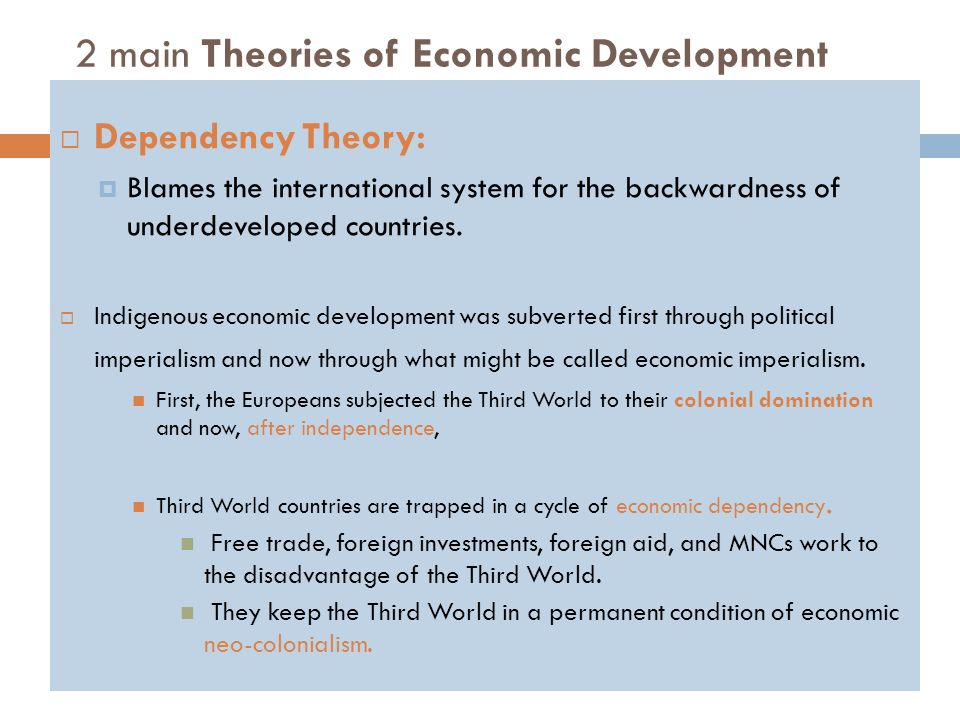 2 main Theories of Economic Development
Dependency Theory:
Blames the international system for the backwardness of
underdeveloped countries.
Indigenous economic development was subverted first through political
imperialism and now through what might be called economic imperialism.
First, the Europeans subjected the Third World to their colonial domination
and now, after independence,
Third World countries are trapped in a cycle of economic dependency.
Free trade, foreign investments, foreign aid, and MNCs work to
the disadvantage of the Third World.
They keep the Third World in a permanent condition of economic
neo-colonialism.